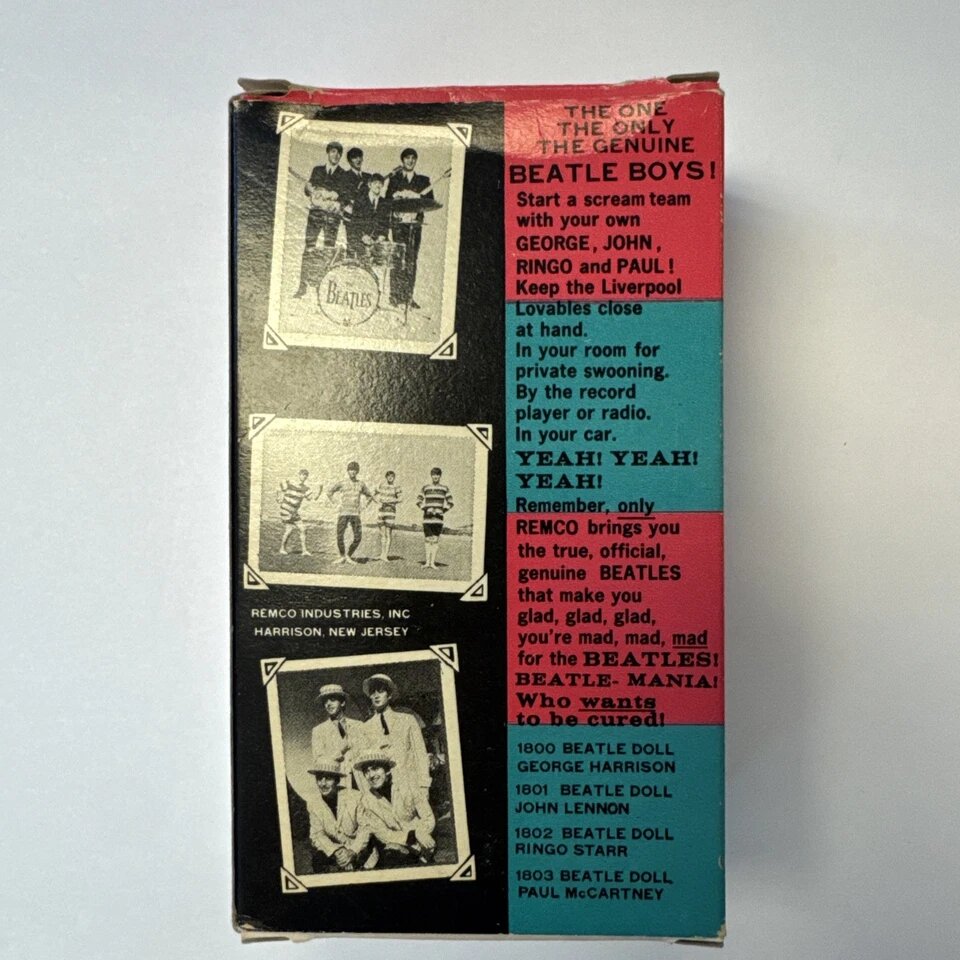 THE BEATLES
REMCO INDUSTRIES, INC
HARRISON, NEW JERSEY
THE ONE
THE ONLY
THE GENUINE
BEATLE BOYS!
Start a scream team
with your own
GEORGE, JOHN,
RINGO and PAUL!
Keep the Liverpool
Lovables close
at hand.
In your room for
private swooning.
By the record
player or radio.
In your car.
YEAH! YEAH!
YEAH!
Remember, only
REMCO brings you
the true, official,
genuine BEATLES
that make you
glad, glad, glad,
you're mad, mad, mad
for the BEATLES!
BEATLE- MANIA!
Who wants
to be cured!
1800 BEATLE DOLL
GEORGE HARRISON
1801 BEATLE DOLL
JOHN LENNON
1802 BEATLE DOLL
RINGO STARR
1803 BEATLE DOLL
PAUL McCARTNEY